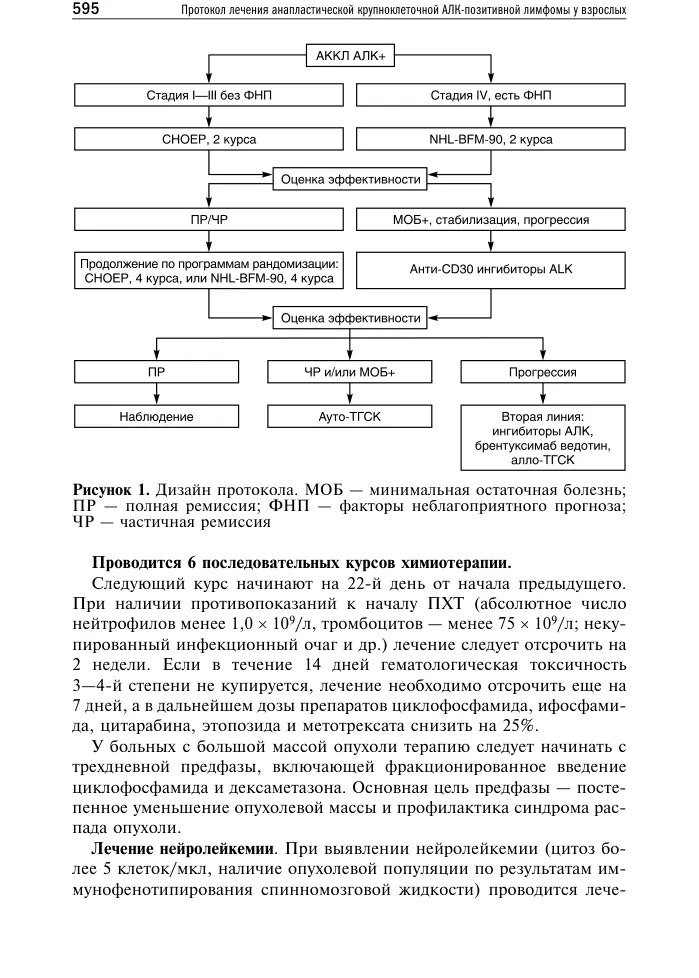 595
Протокол лечения анапластической крупноклеточной АЛК-позитивной лимфомы у взрослых
АККЛ АЛК+
Стадия I—III без ФНП
Стадия IV, есть ФНП
CHOEP, 2 курса
NHL-BFM-90, 2 курса
Оценка эффективности
ПР/ЧР
МОБ+, стабилизация, прогрессия
Продолжение по программам рандомизации:
CHOEP, 4 курса, или NHL-BFM-90, 4 курса
Анти-CD30 ингибиторы ALK
Оценка эффективности
ПР
ЧР и/или МОБ+
Прогрессия
Наблюдение
Ауто-ТГСК
Вторая линия:
ингибиторы АЛК,
брентуксимаб ведотин,
алло-ТГСК
Рисунок 1. Дизайн протокола. МОБ — минимальная остаточная болезнь;
ПР — полная ремиссия; ФНП — факторы неблагоприятного прогноза;
ЧР — частичная ремиссия
Проводится 6 последовательных курсов химиотерапии.
Следующий курс начинают на 22-й день от начала предыдущего.
При наличии противопоказаний к началу ПХТ (абсолютное число
нейтрофилов менее 1,0 × 10⁹/л, тромбоцитов — менее 75 × 10⁹/л; неку-
пированный инфекционный очаг и др.) лечение следует отсрочить на
2 недели. Если в течение 14 дней гематологическая токсичность
3—4-й степени не купируется, лечение необходимо отсрочить еще на
7 дней, а в дальнейшем дозы препаратов циклофосфамида, ифосфами-
да, цитарабина, этопозида и метотрексата снизить на 25%.
У больных с большой массой опухоли терапию следует начинать с
трехдневной предфазы, включающей фракционированное введение
циклофосфамида и дексаметазона. Основная цель предфазы — посте-
пенное уменьшение опухолевой массы и профилактика синдрома рас-
пада опухоли.
Лечение нейролейкемии. При выявлении нейролейкемии (цитоз бо-
лее 5 клеток/мкл, наличие опухолевой популяции по результатам им-
мунофенотипирования спинномозговой жидкости) проводится лече-